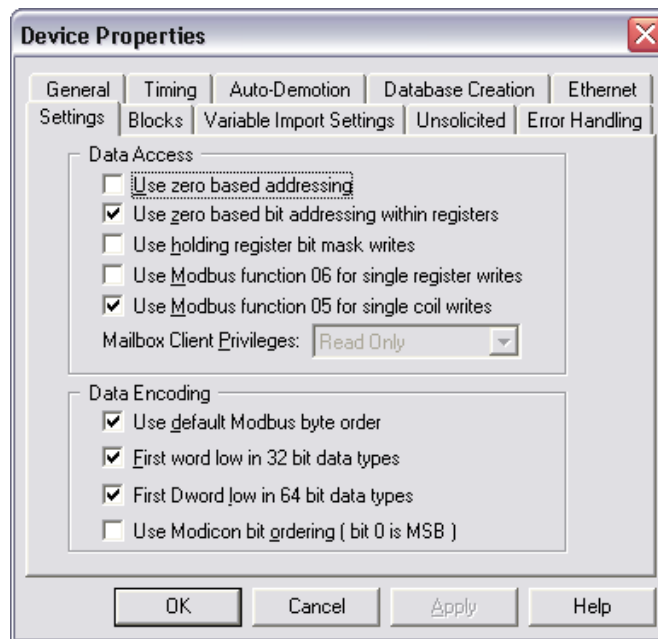 Device Properties
General Timing Auto-Demotion Database Creation Ethernet
Settings Blocks Variable Import Settings Unsolicited Error Handling
Data Access
Use zero based addressing
Use zero based bit addressing within registers
Use holding register bit mask writes
Use Modbus function 06 for single register writes
Use Modbus function 05 for single coil writes
Mailbox Client Privileges: Read Only
Data Encoding
Use default Modbus byte order
First word low in 32 bit data types
First Dword low in 64 bit data types
Use Modicon bit ordering ( bit 0 is MSB )
OK Cancel Apply Help